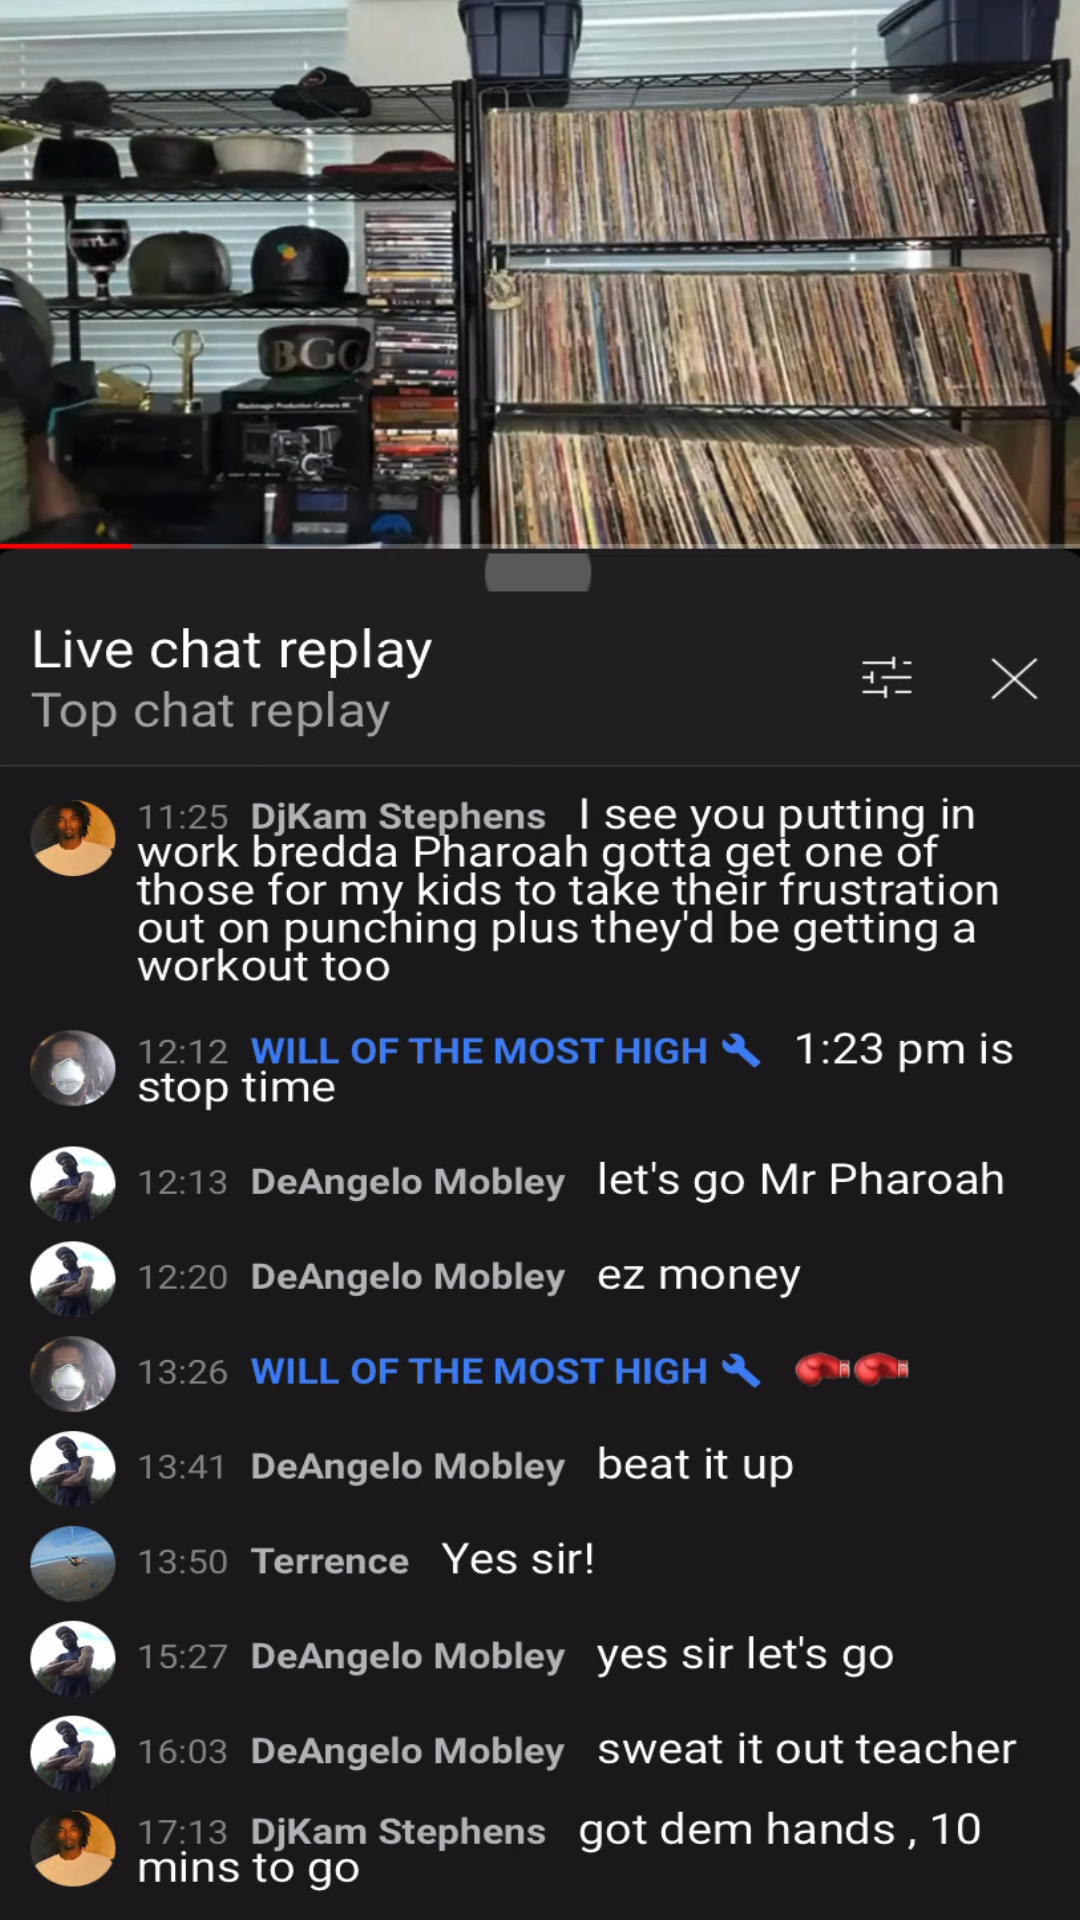 BGC
Blackmagic Production Camera 4K
Live chat replay
Top chat replay
11:25 DjKam Stephens I see you putting in
work bredda Pharoah gotta get one of
those for my kids to take their frustration
out on punching plus they'd be getting a
workout too
12:12 WILL OF THE MOST HIGH 1:23 pm is
stop time
12:13 DeAngelo Mobley let's go Mr Pharoah
12:20 DeAngelo Mobley ez money
13:26 WILL OF THE MOST HIGH 🥊🥊
13:41 DeAngelo Mobley beat it up
13:50 Terrence Yes sir!
15:27 DeAngelo Mobley yes sir let's go
16:03 DeAngelo Mobley sweat it out teacher
17:13 DjKam Stephens got dem hands , 10
mins to go